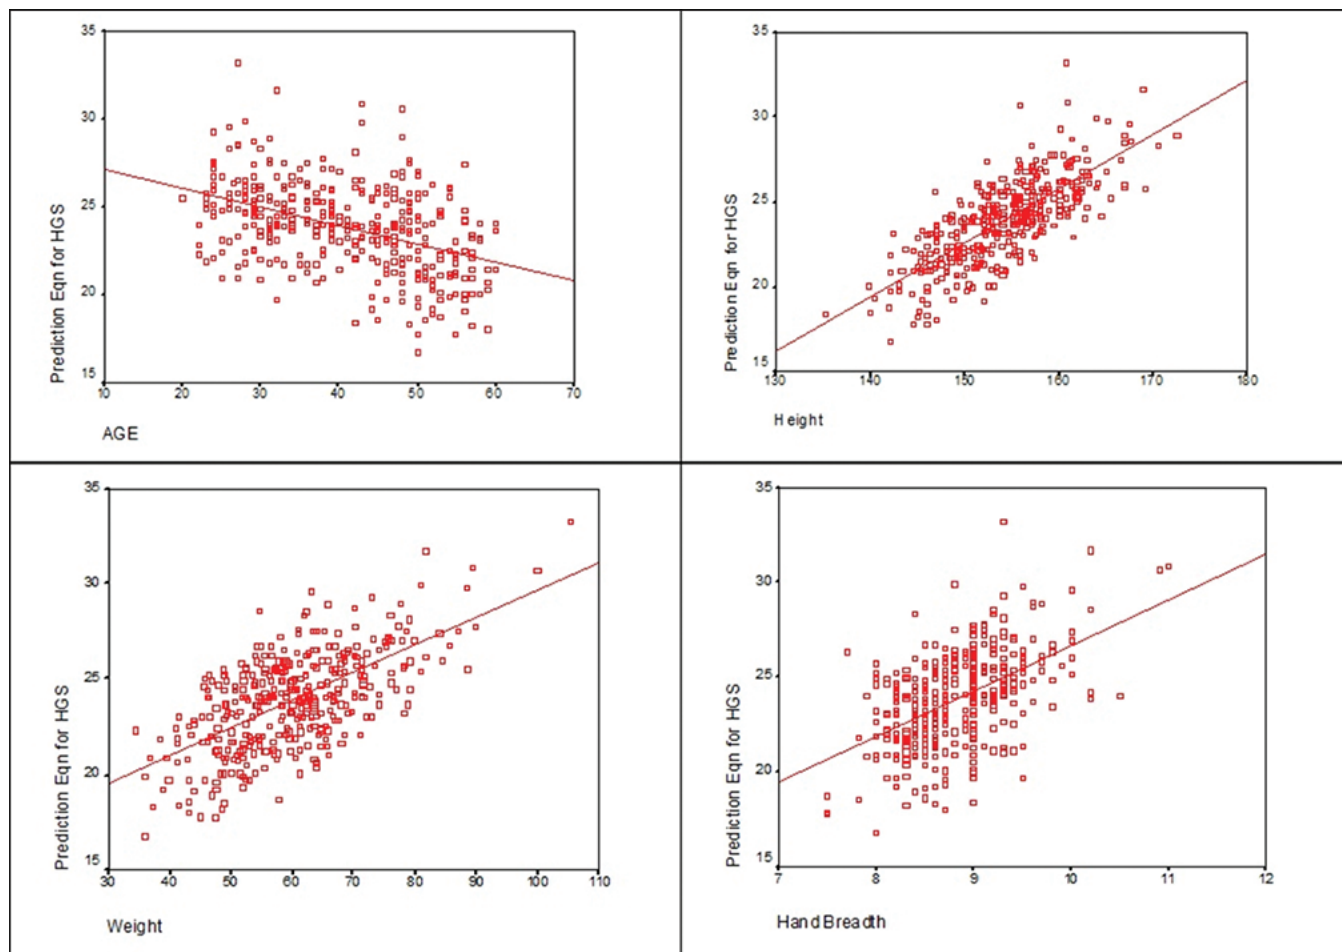 35
30
25
20
15
Prediction Eqn for HGS
10 20 30 40 50 60 70
AGE
35
30
25
20
15
Prediction Eqn for HGS
130 140 150 160 170 180
Height
35
30
25
20
15
Prediction Eqn for HGS
30 40 50 60 70 80 90 100 110
Weight
35
30
25
20
15
Prediction Eqn for HGS
7 8 9 10 11 12
Hand Breadth